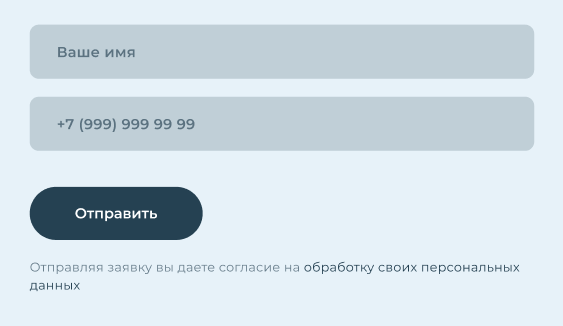 Ваше имя
+7 (999) 999 99 99
Отправить
Отправляя заявку вы даете согласие на обработку своих персональных
данных